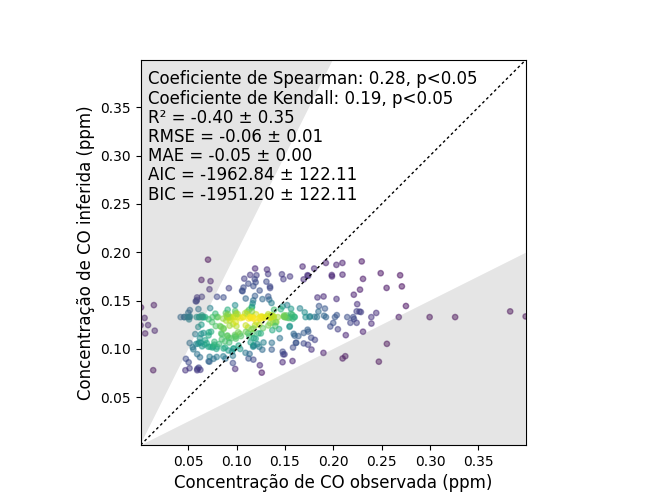 Coeficiente de Spearman: 0.28, p<0.05
Coeficiente de Kendall: 0.19, p<0.05
R² = -0.40 ± 0.35
RMSE = -0.06 ± 0.01
MAE = -0.05 ± 0.00
AIC = -1962.84 ± 122.11
BIC = -1951.20 ± 122.11
Concentração de CO inferida (ppm)
0.35
0.30
0.25
0.20
0.15
0.10
0.05
0.05 0.10 0.15 0.20 0.25 0.30 0.35
Concentração de CO observada (ppm)